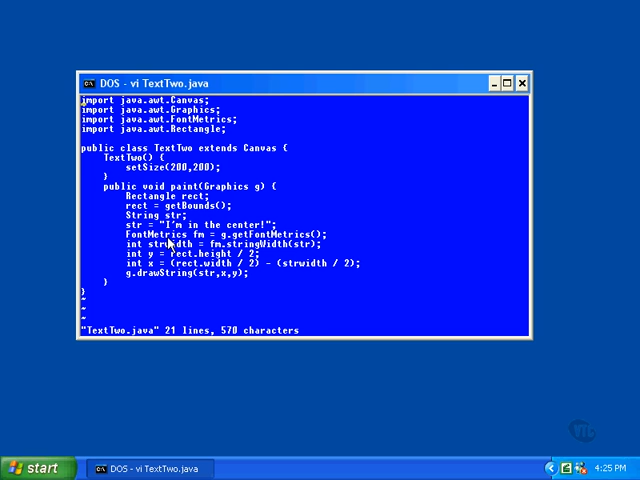 DOS - vi TextTwo.java
import java.awt.Canvas;
import java.awt.Graphics;
import java.awt.FontMetrics;
import java.awt.Rectangle;
public class TextTwo extends Canvas {
TextTwo() {
setSize(200,200);
}
public void paint(Graphics g) {
Rectangle rect;
rect = getBounds();
String str;
str = "I'm in the center!";
FontMetrics fm = g.getFontMetrics();
int strwidth = fm.stringWidth(str);
int y = rect.height / 2;
int x = (rect.width / 2) - (strwidth / 2);
g.drawString(str,x,y);
}
}
~
~
~
"TextTwo.java" 21 lines, 570 characters
start
DOS - vi TextTwo.java
4:25 PM